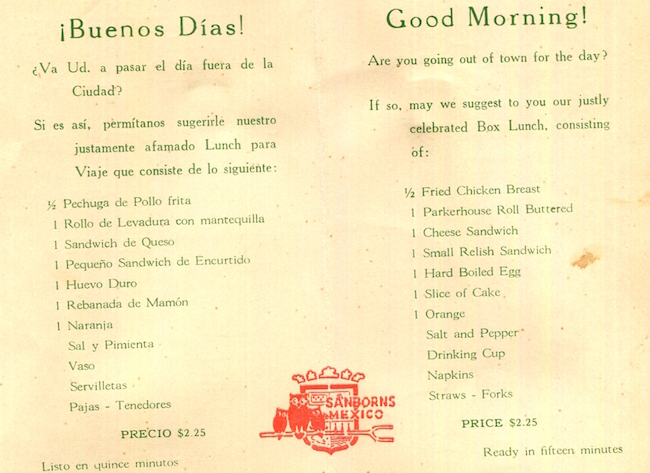 ¡Buenos Días!
¿Va Ud. a pasar el día fuera de la
Ciudad?
Si es así, permítanos sugerirle nuestro
justamente afamado Lunch para
Viaje que consiste de lo siguiente:
½ Pechuga de Pollo frita
1 Rollo de Levadura con mantequilla
1 Sandwich de Queso
1 Pequeño Sandwich de Encurtido
1 Huevo Duro
1 Rebanada de Mamón
1 Naranja
Sal y Pimienta
Vaso
Servilletas
Pajas - Tenedores
PRECIO $2.25
Listo en quince minutos
Good Morning!
Are you going out of town for the day?
If so, may we suggest to you our justly
celebrated Box Lunch, consisting
of:
½ Fried Chicken Breast
1 Parkerhouse Roll Buttered
1 Cheese Sandwich
1 Small Relish Sandwich
1 Hard Boiled Egg
1 Slice of Cake
1 Orange
Salt and Pepper
Drinking Cup
Napkins
Straws - Forks
PRICE $2.25
Ready in fifteen minutes
SANBORNS
MEXICO